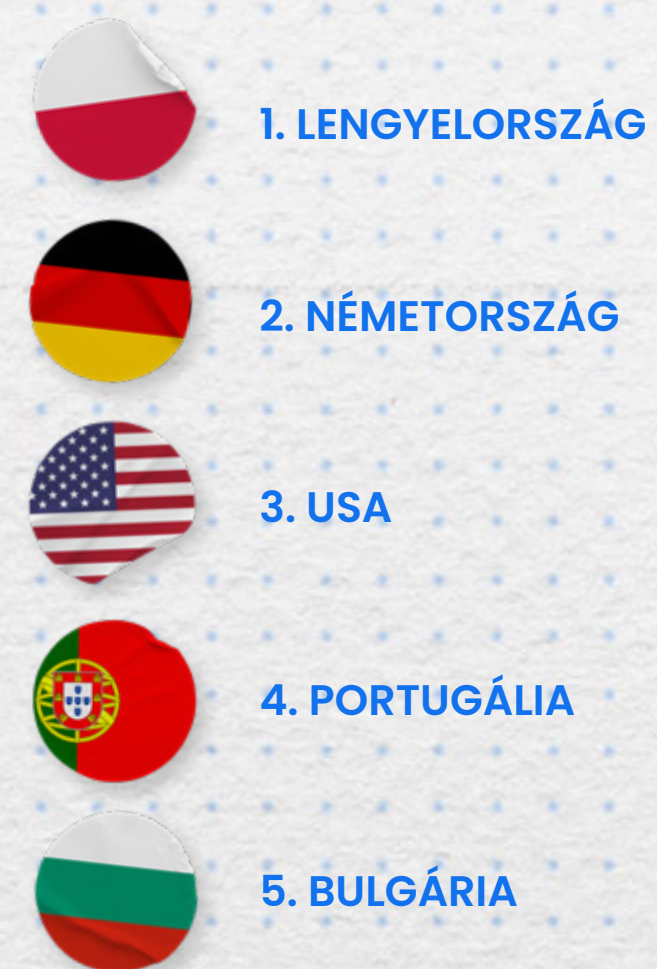 1. LENGYELORSZÁG
2. NÉMETORSZÁG
3. USA
4. PORTUGÁLIA
5. BULGÁRIA